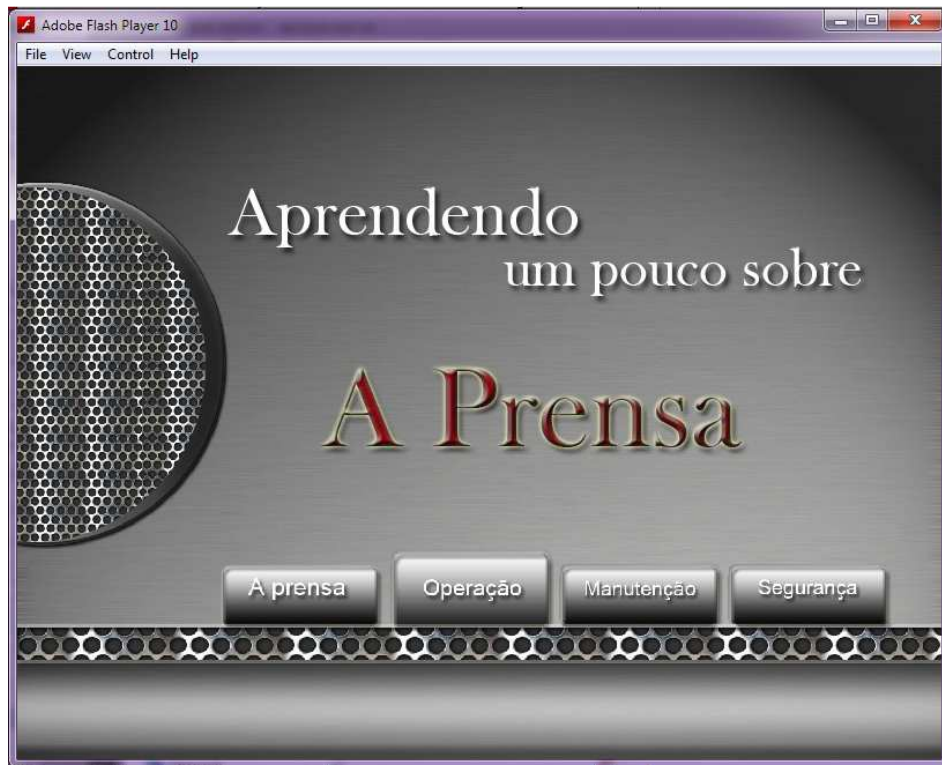 Adobe Flash Player 10
File View Control Help
Aprendendo
um pouco sobre
A Prensa
A prensa Operação Manutenção Segurança